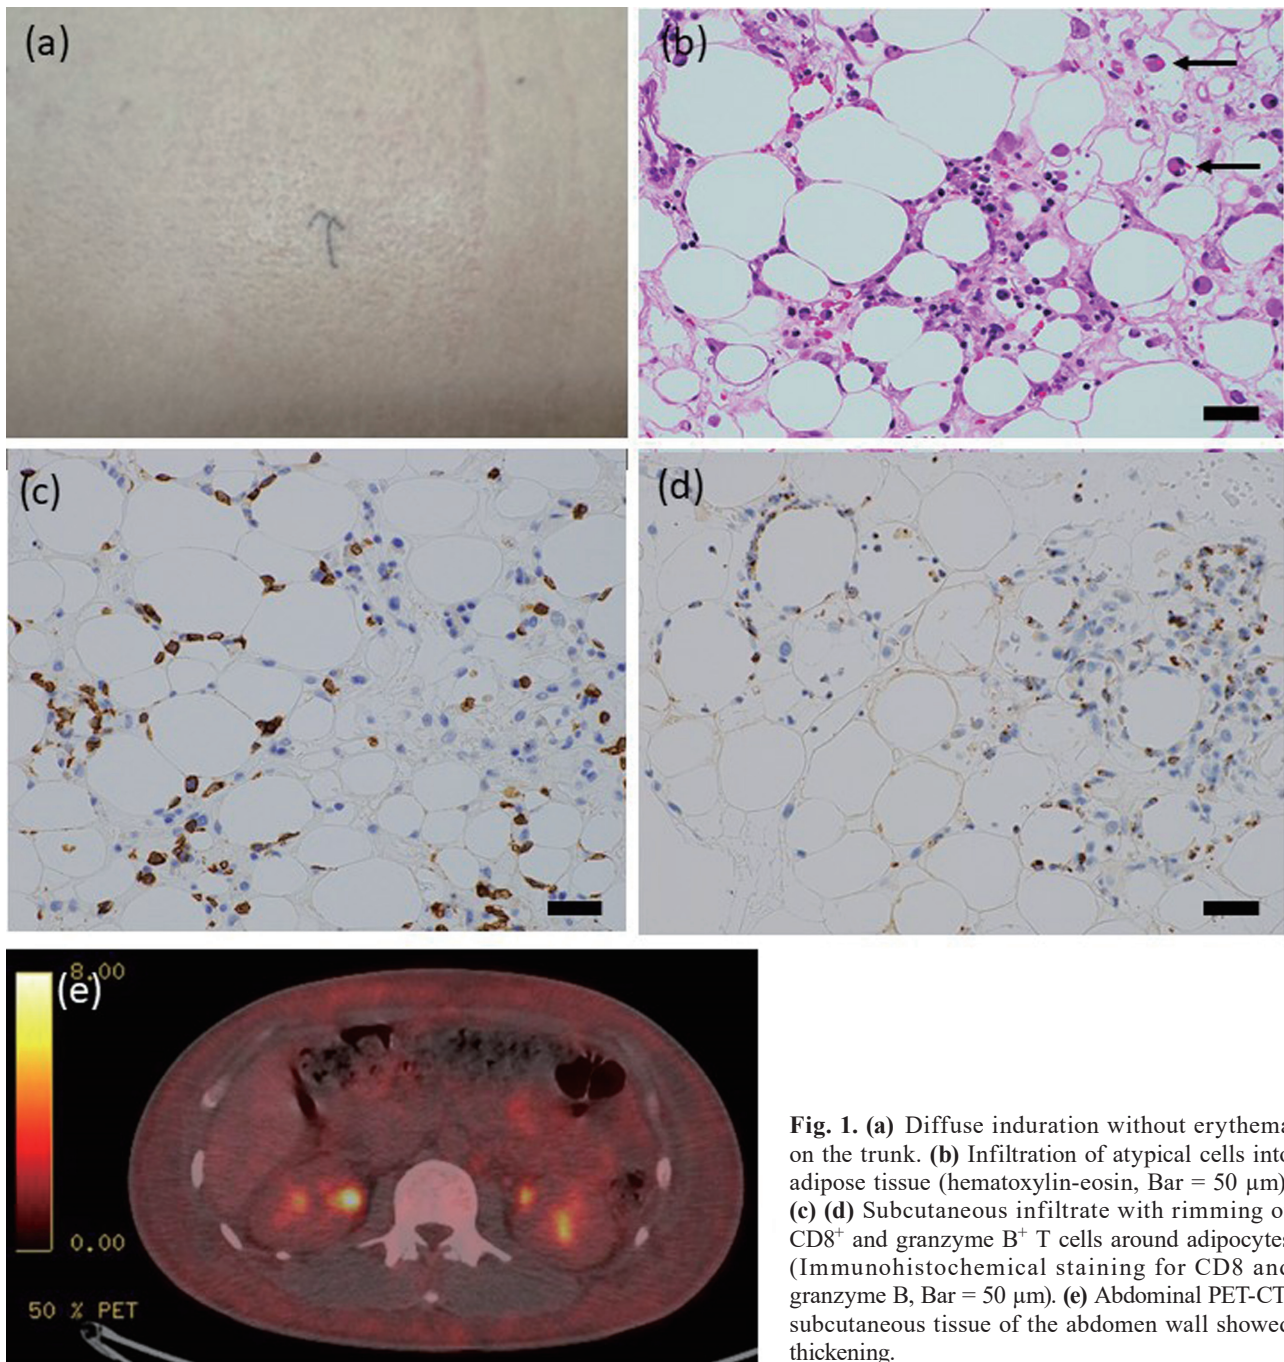 (a)
(b)
(c)
(d)
(e)
8.00
0.00
50 % PET
Fig. 1. (a) Diffuse induration without erythema
on the trunk. (b) Infiltration of atypical cells into
adipose tissue (hematoxylin-eosin, Bar = 50 µm)
(c) (d) Subcutaneous infiltrate with rimming o
CD8+ and granzyme B+ T cells around adipocytes
(Immunohistochemical staining for CD8 and
granzyme B, Bar = 50 µm). (e) Abdominal PET-CT
subcutaneous tissue of the abdomen wall showed
thickening.